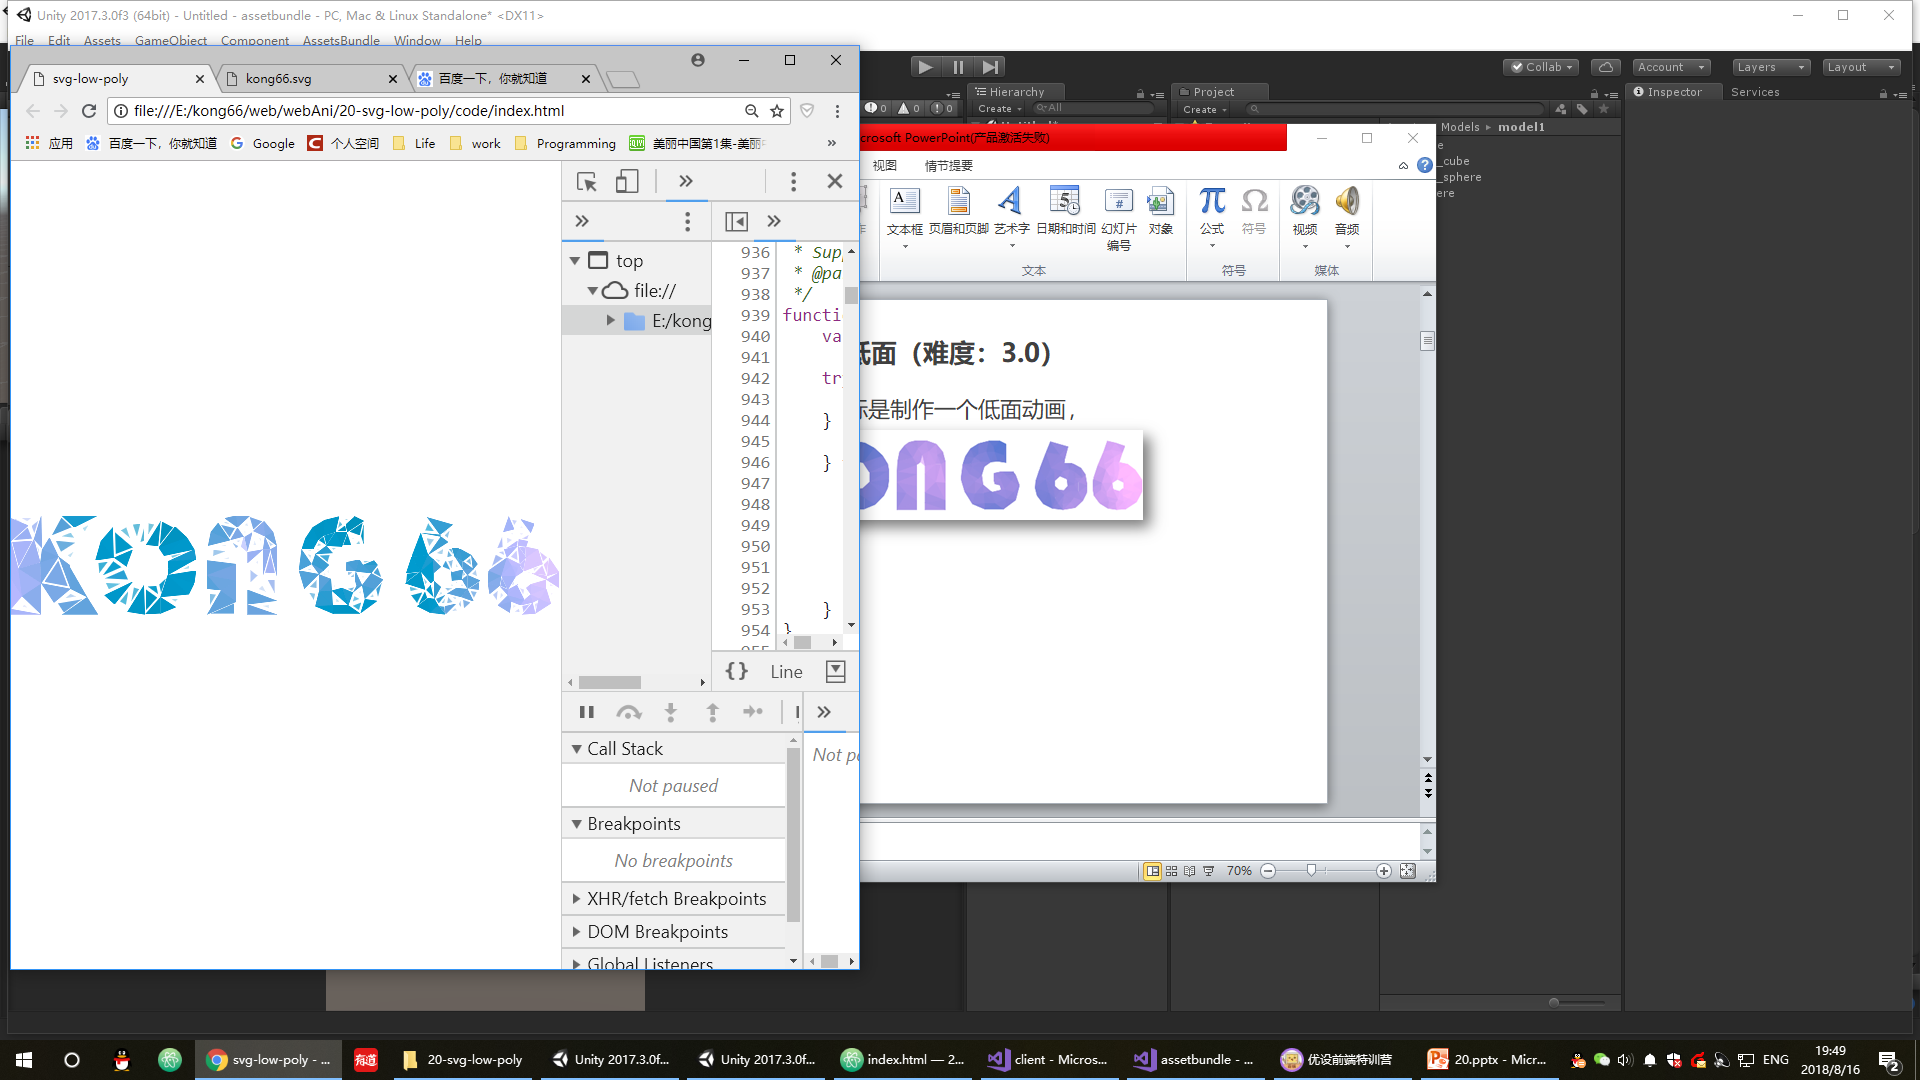 Unity 2017.3.0f3 (64bit) - Untitled - assetbundle - PC, Mac & Linux Standalone* <DX11>
File Edit Assets GameObject Component AssetsBundle Window Help
svg-low-poly
kong66.svg
百度一下，你就知道
file:///E:/kong66/web/webAni/20-svg-low-poly/code/index.html
应用 百度一下，你就知道 Google 个人空间 Life work Programming 美丽中国第1集-美丽
top
file://
E:/kong
936 * Sup
937 * @pa
938 */
939 functi
940 va
941
942 tr
943
944 }
945
946 }
947
948
949
950
951
952
953 }
954 }
{} Line
Call Stack
Not paused
Breakpoints
No breakpoints
XHR/fetch Breakpoints
DOM Breakpoints
Global Listeners
KONG66
Collab Account Layers Layout
0 0 0
Hierarchy
Create All
Project
Create
Inspector Services
Models ▸ model1
_cube
_sphere
ere
crosoft PowerPoint(产品激活失败)
视图 情节提要
文本框 页眉和页脚 艺术字 日期和时间 幻灯片
编号
对象 公式 符号 视频 音频
文本 符号 媒体
低面（难度：3.0）
标是制作一个低面动画，
ONG66
70%
svg-low-poly - ...
有道
20-svg-low-poly
Unity 2017.3.0f...
Unity 2017.3.0f...
index.html — 2...
client - Micros...
assetbundle - ...
优设前端特训营
20.pptx - Micr...
ENG
19:49
2018/8/16
2